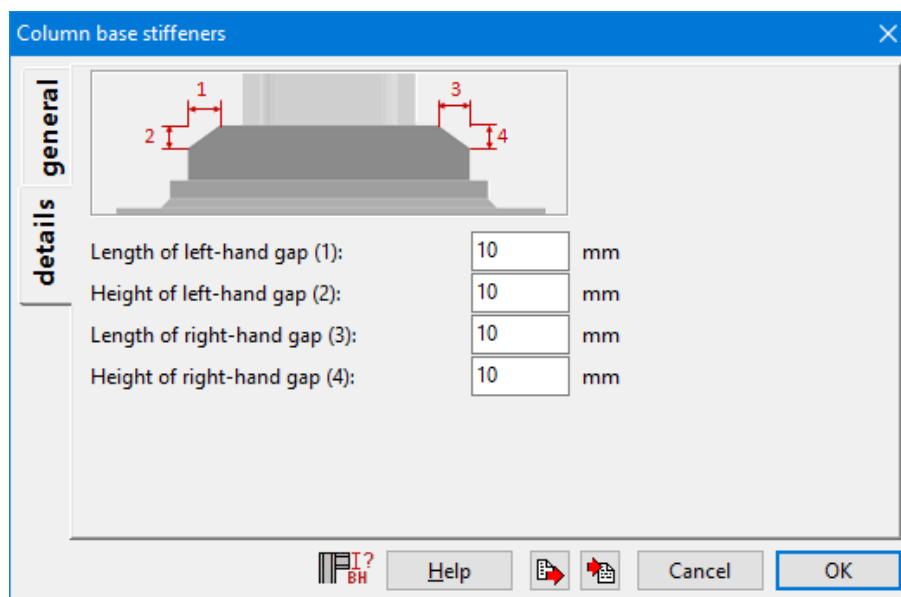 Column base stiffeners
general
details
1
3
2
4
Length of left-hand gap (1): 10 mm
Height of left-hand gap (2): 10 mm
Length of right-hand gap (3): 10 mm
Height of right-hand gap (4): 10 mm
I?
BH
Help
Cancel
OK